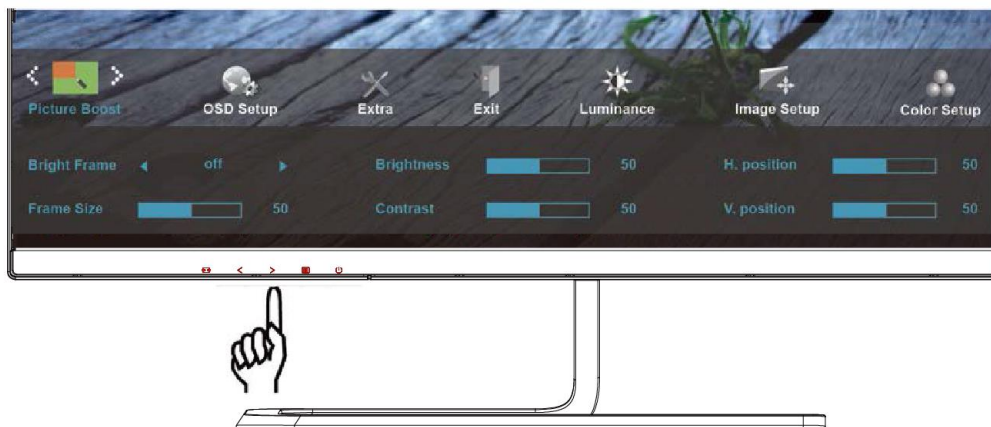 Picture Boost OSD Setup Extra Exit Luminance Image Setup Color Setup
Bright Frame off Brightness 50 H. position 50
Frame Size 50 Contrast 50 V. position 50